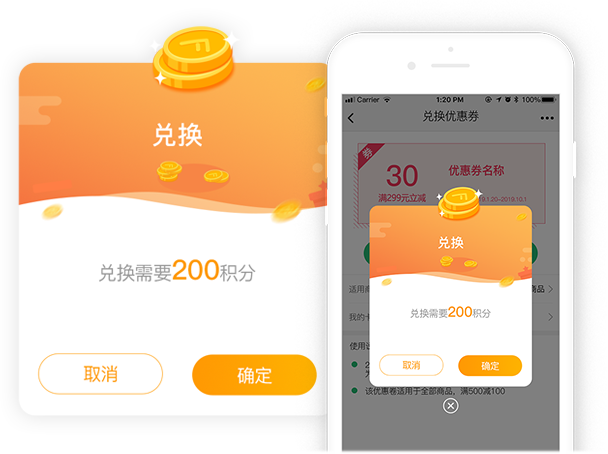 兑换
兑换需要200积分
取消
确定
Carrier
1:20 PM
100%
兑换优惠券
券
30
优惠券名称
满299元立减
20-2019.10.1
兑换
适用商
商品
兑换需要200积分
我的卡
取消
确定
使用
该优惠卷适用于全部商品，满500减100